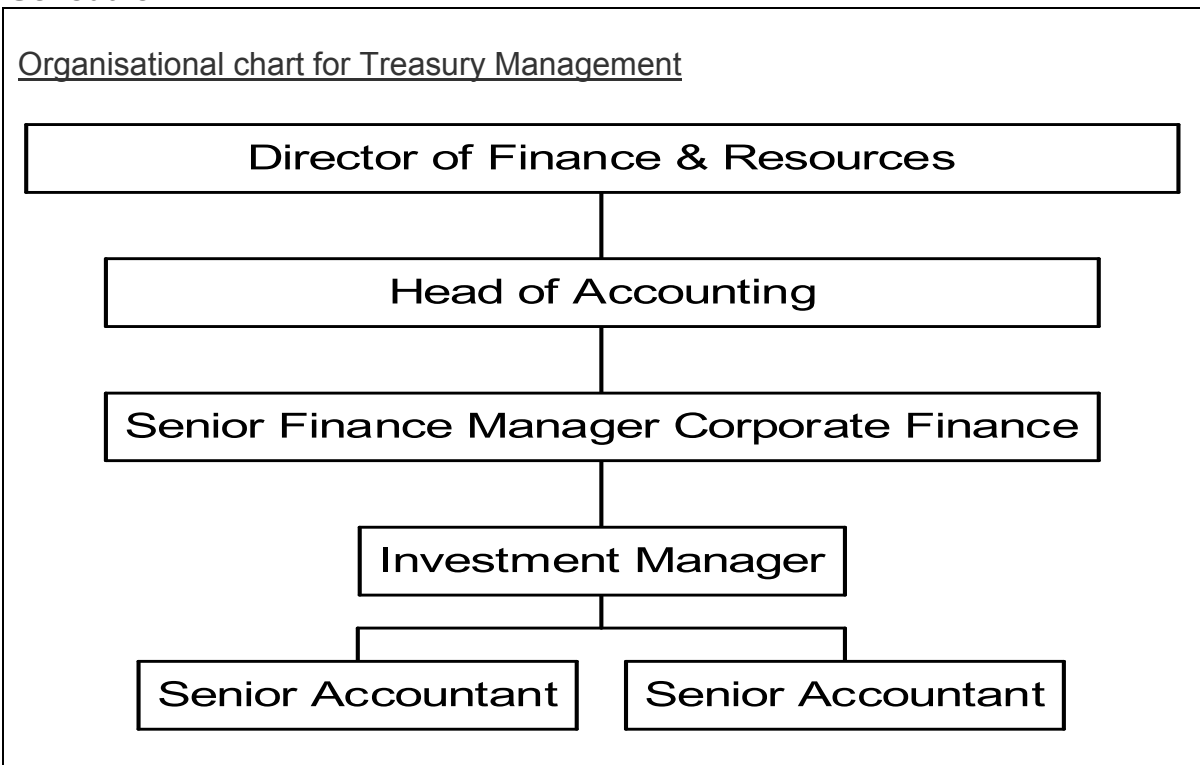 Organisational chart for Treasury Management
Director of Finance & Resources
Head of Accounting
Senior Finance Manager Corporate Finance
Investment Manager
Senior Accountant
Senior Accountant